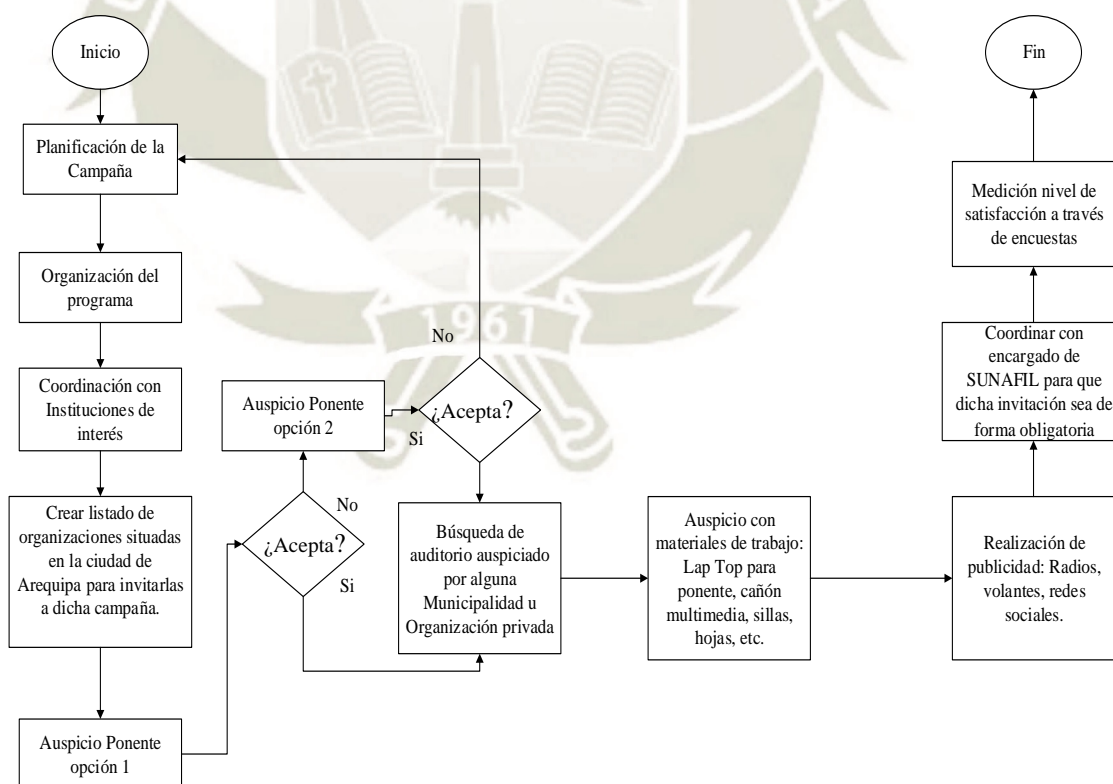 Inicio
Planificación de la
Campaña
Organización del
programa
Coordinación con
Instituciones de
interés
Crear listado de
organizaciones situadas
en la ciudad de
Arequipa para invitarlas
a dicha campaña.
Auspicio Ponente
opción 1
¿Acepta?
No
Si
Auspicio Ponente
opción 2
¿Acepta?
No
Si
Búsqueda de
auditorio auspiciado
por alguna
Municipalidad u
Organización privada
Auspicio con
materiales de trabajo:
Lap Top para
ponente, cañón
multimedia, sillas,
hojas, etc.
Realización de
publicidad: Radios,
volantes, redes
sociales.
Coordinar con
encargado de
SUNAFIL para que
dicha invitación sea de
forma obligatoria
Medición nivel de
satisfacción a través
de encuestas
Fin
1961